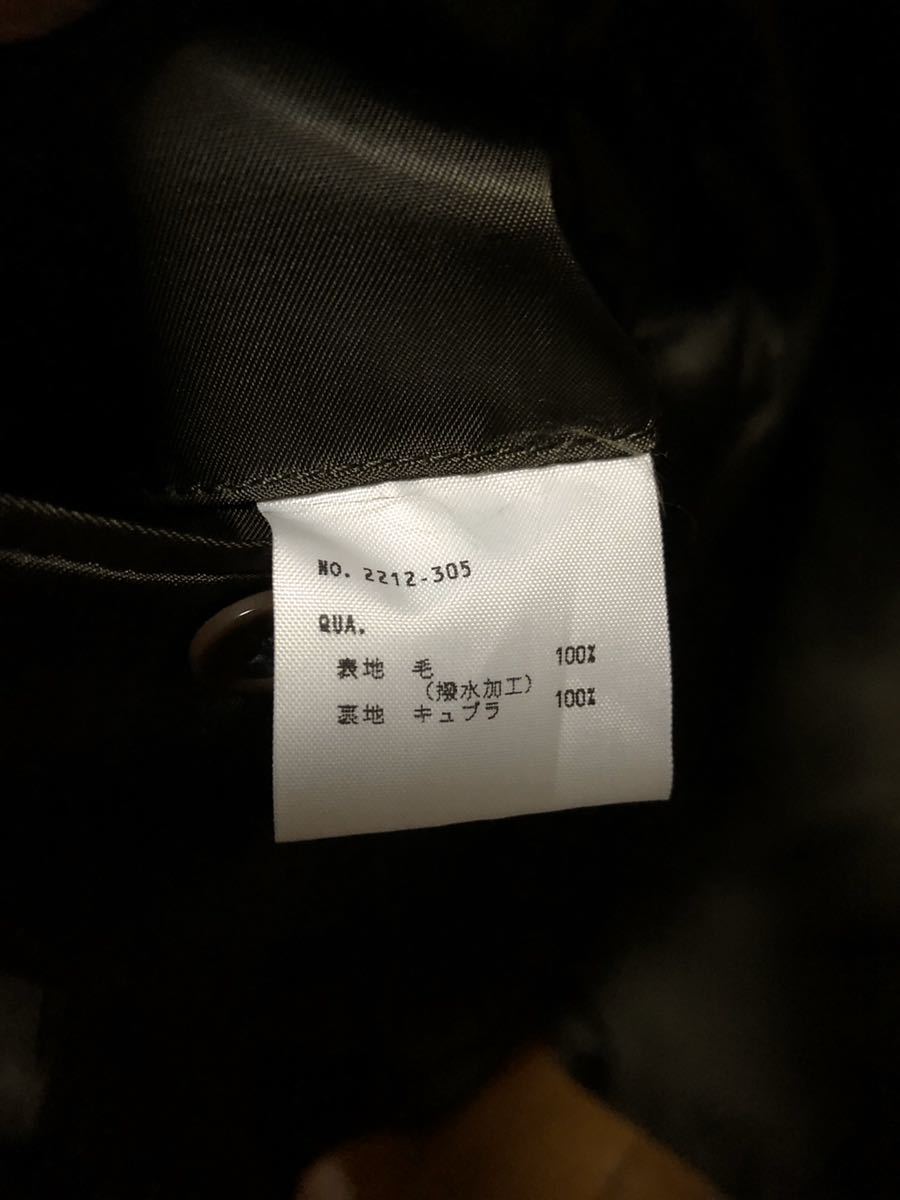 NO. 2212-305
QUA.
表地 毛 100%
(撥水加工)
裏地 キュプラ 100%